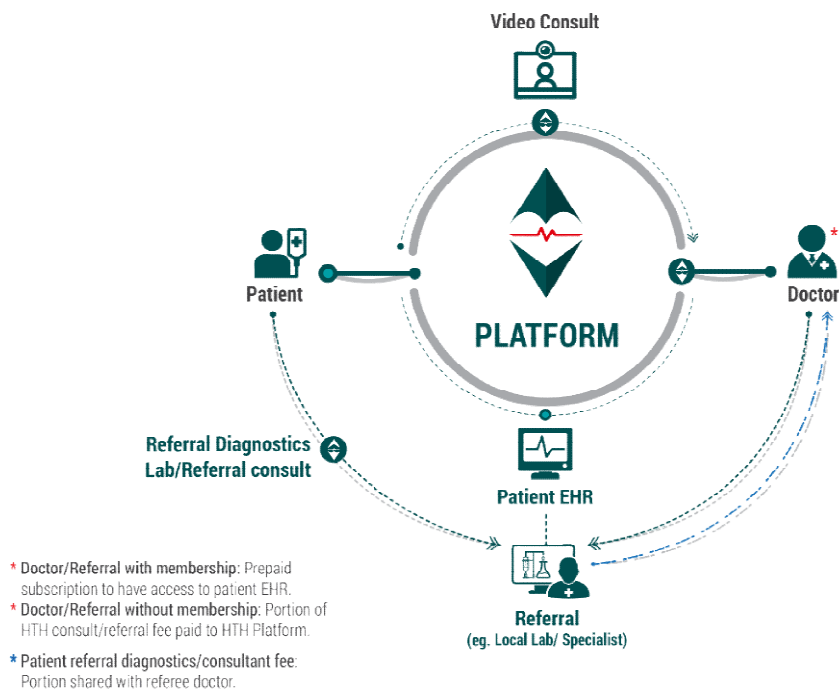 Video Consult
*
Patient
Doctor
PLATFORM
Referral Diagnostics
Lab/Referral consult
Patient EHR
Referral
(eg. Local Lab/ Specialist)
* Doctor/Referral with membership: Prepaid
subscription to have access to patient EHR.
* Doctor/Referral without membership: Portion of
HTH consult/referral fee paid to HTH Platform.
* Patient referral diagnostics/consultant fee:
Portion shared with referee doctor.